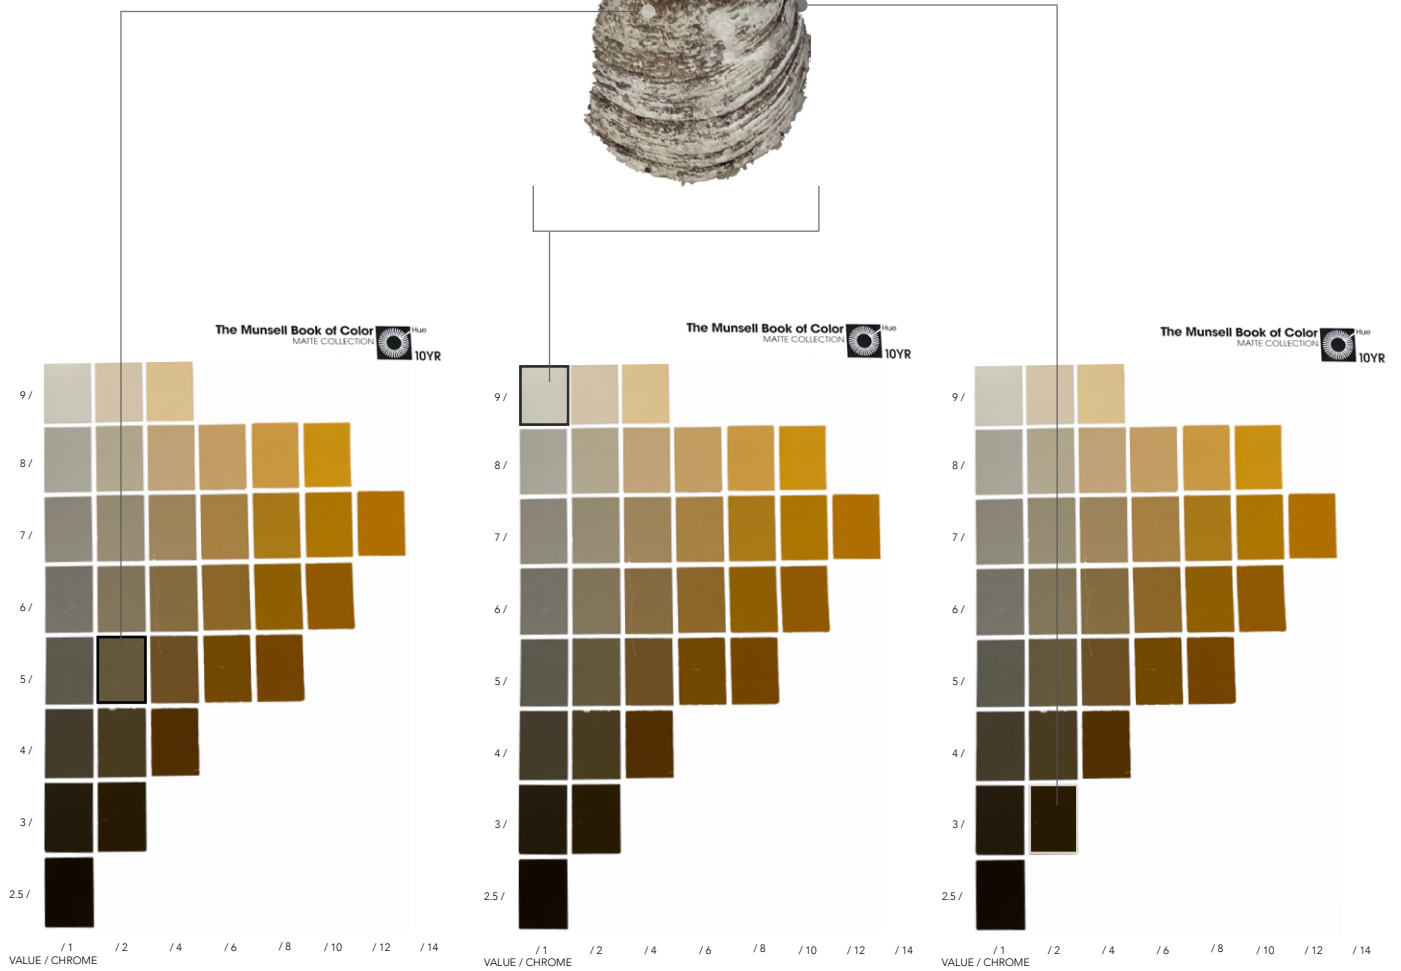 The Munsell Book of Color
MATTE COLLECTION
Hue
10YR
9 /
8 /
7 /
6 /
5 /
4 /
3 /
2.5 /
/ 1 / 2 / 4 / 6 / 8 / 10 / 12 / 14
VALUE / CHROME
The Munsell Book of Color
MATTE COLLECTION
Hue
10YR
9 /
8 /
7 /
6 /
5 /
4 /
3 /
2.5 /
/ 1 / 2 / 4 / 6 / 8 / 10 / 12 / 14
VALUE / CHROME
The Munsell Book of Color
MATTE COLLECTION
Hue
10YR
9 /
8 /
7 /
6 /
5 /
4 /
3 /
2.5 /
/ 1 / 2 / 4 / 6 / 8 / 10 / 12 / 14
VALUE / CHROME